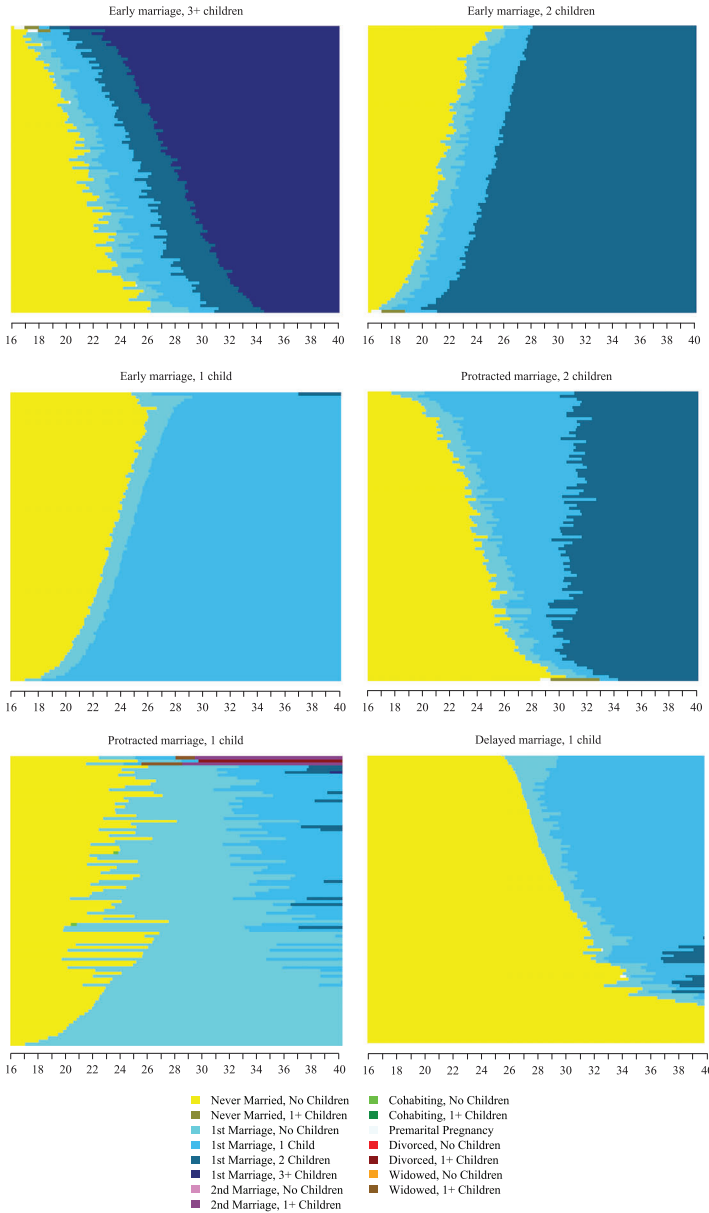 Early marriage, 3+ children
Early marriage, 2 children
16 18 20 22 24 26 28 30 32 34 36 38 40
16 18 20 22 24 26 28 30 32 34 36 38 40
Early marriage, 1 child
Protracted marriage, 2 children
16 18 20 22 24 26 28 30 32 34 36 38 40
16 18 20 22 24 26 28 30 32 34 36 38 40
Protracted marriage, 1 child
Delayed marriage, 1 child
16 18 20 22 24 26 28 30 32 34 36 38 40
16 18 20 22 24 26 28 30 32 34 36 38 40
Never Married, No Children
Never Married, 1+ Children
1st Marriage, No Children
1st Marriage, 1 Child
1st Marriage, 2 Children
1st Marriage, 3+ Children
2nd Marriage, No Children
2nd Marriage, 1+ Children
Cohabiting, No Children
Cohabiting, 1+ Children
Premarital Pregnancy
Divorced, No Children
Divorced, 1+ Children
Widowed, No Children
Widowed, 1+ Children